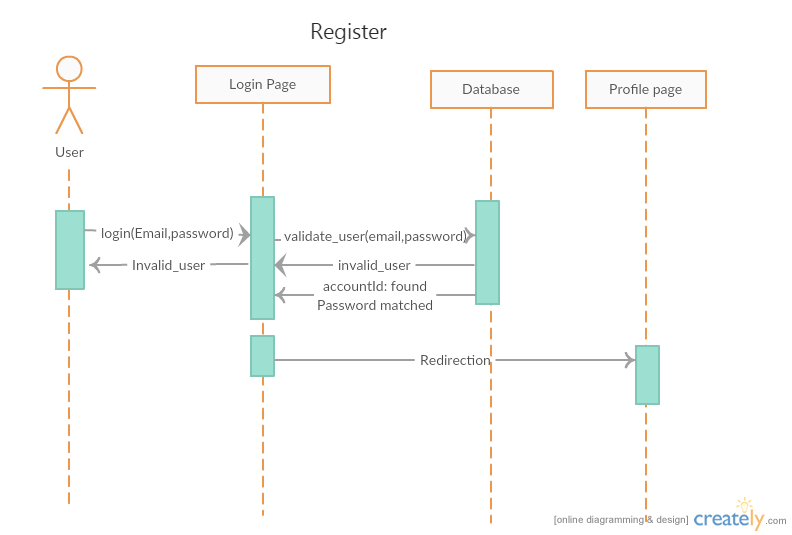 Register
Login Page
Database
Profile page
User
login(Email,password)
validate_user(email,password)
Invalid_user
invalid_user
accountId: found
Password matched
Redirection
[online diagramming & design] creately.com